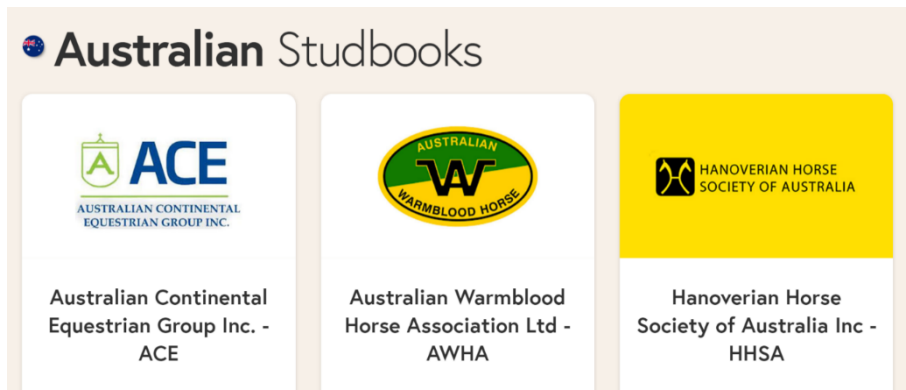 Australian Studbooks
ACE
AUSTRALIAN CONTINENTAL
EQUESTRIAN GROUP INC.
Australian Continental
Equestrian Group Inc. -
ACE
AUSTRALIAN
W
WARMBLOOD HORSE
Australian Warmblood
Horse Association Ltd -
AWHA
HANOVERIAN HORSE
SOCIETY OF AUSTRALIA
Hanoverian Horse
Society of Australia Inc -
HHSA